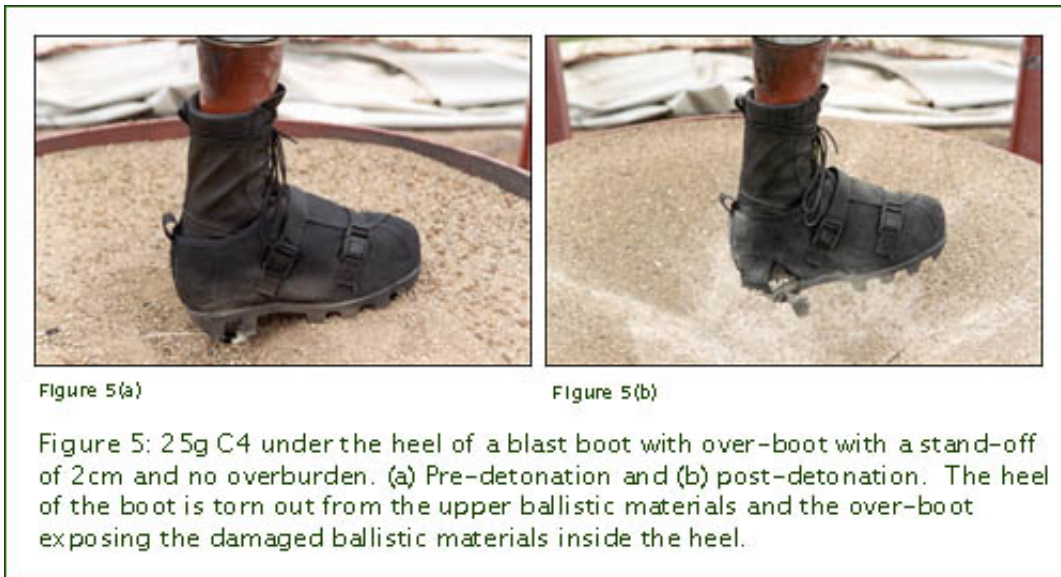 Figure 5(a)
Figure 5(b)
Figure 5: 25g C4 under the heel of a blast boot with over-boot with a stand-off
of 2cm and no overburden. (a) Pre-detonation and (b) post-detonation. The heel
of the boot is torn out from the upper ballistic materials and the over-boot
exposing the damaged ballistic materials inside the heel.